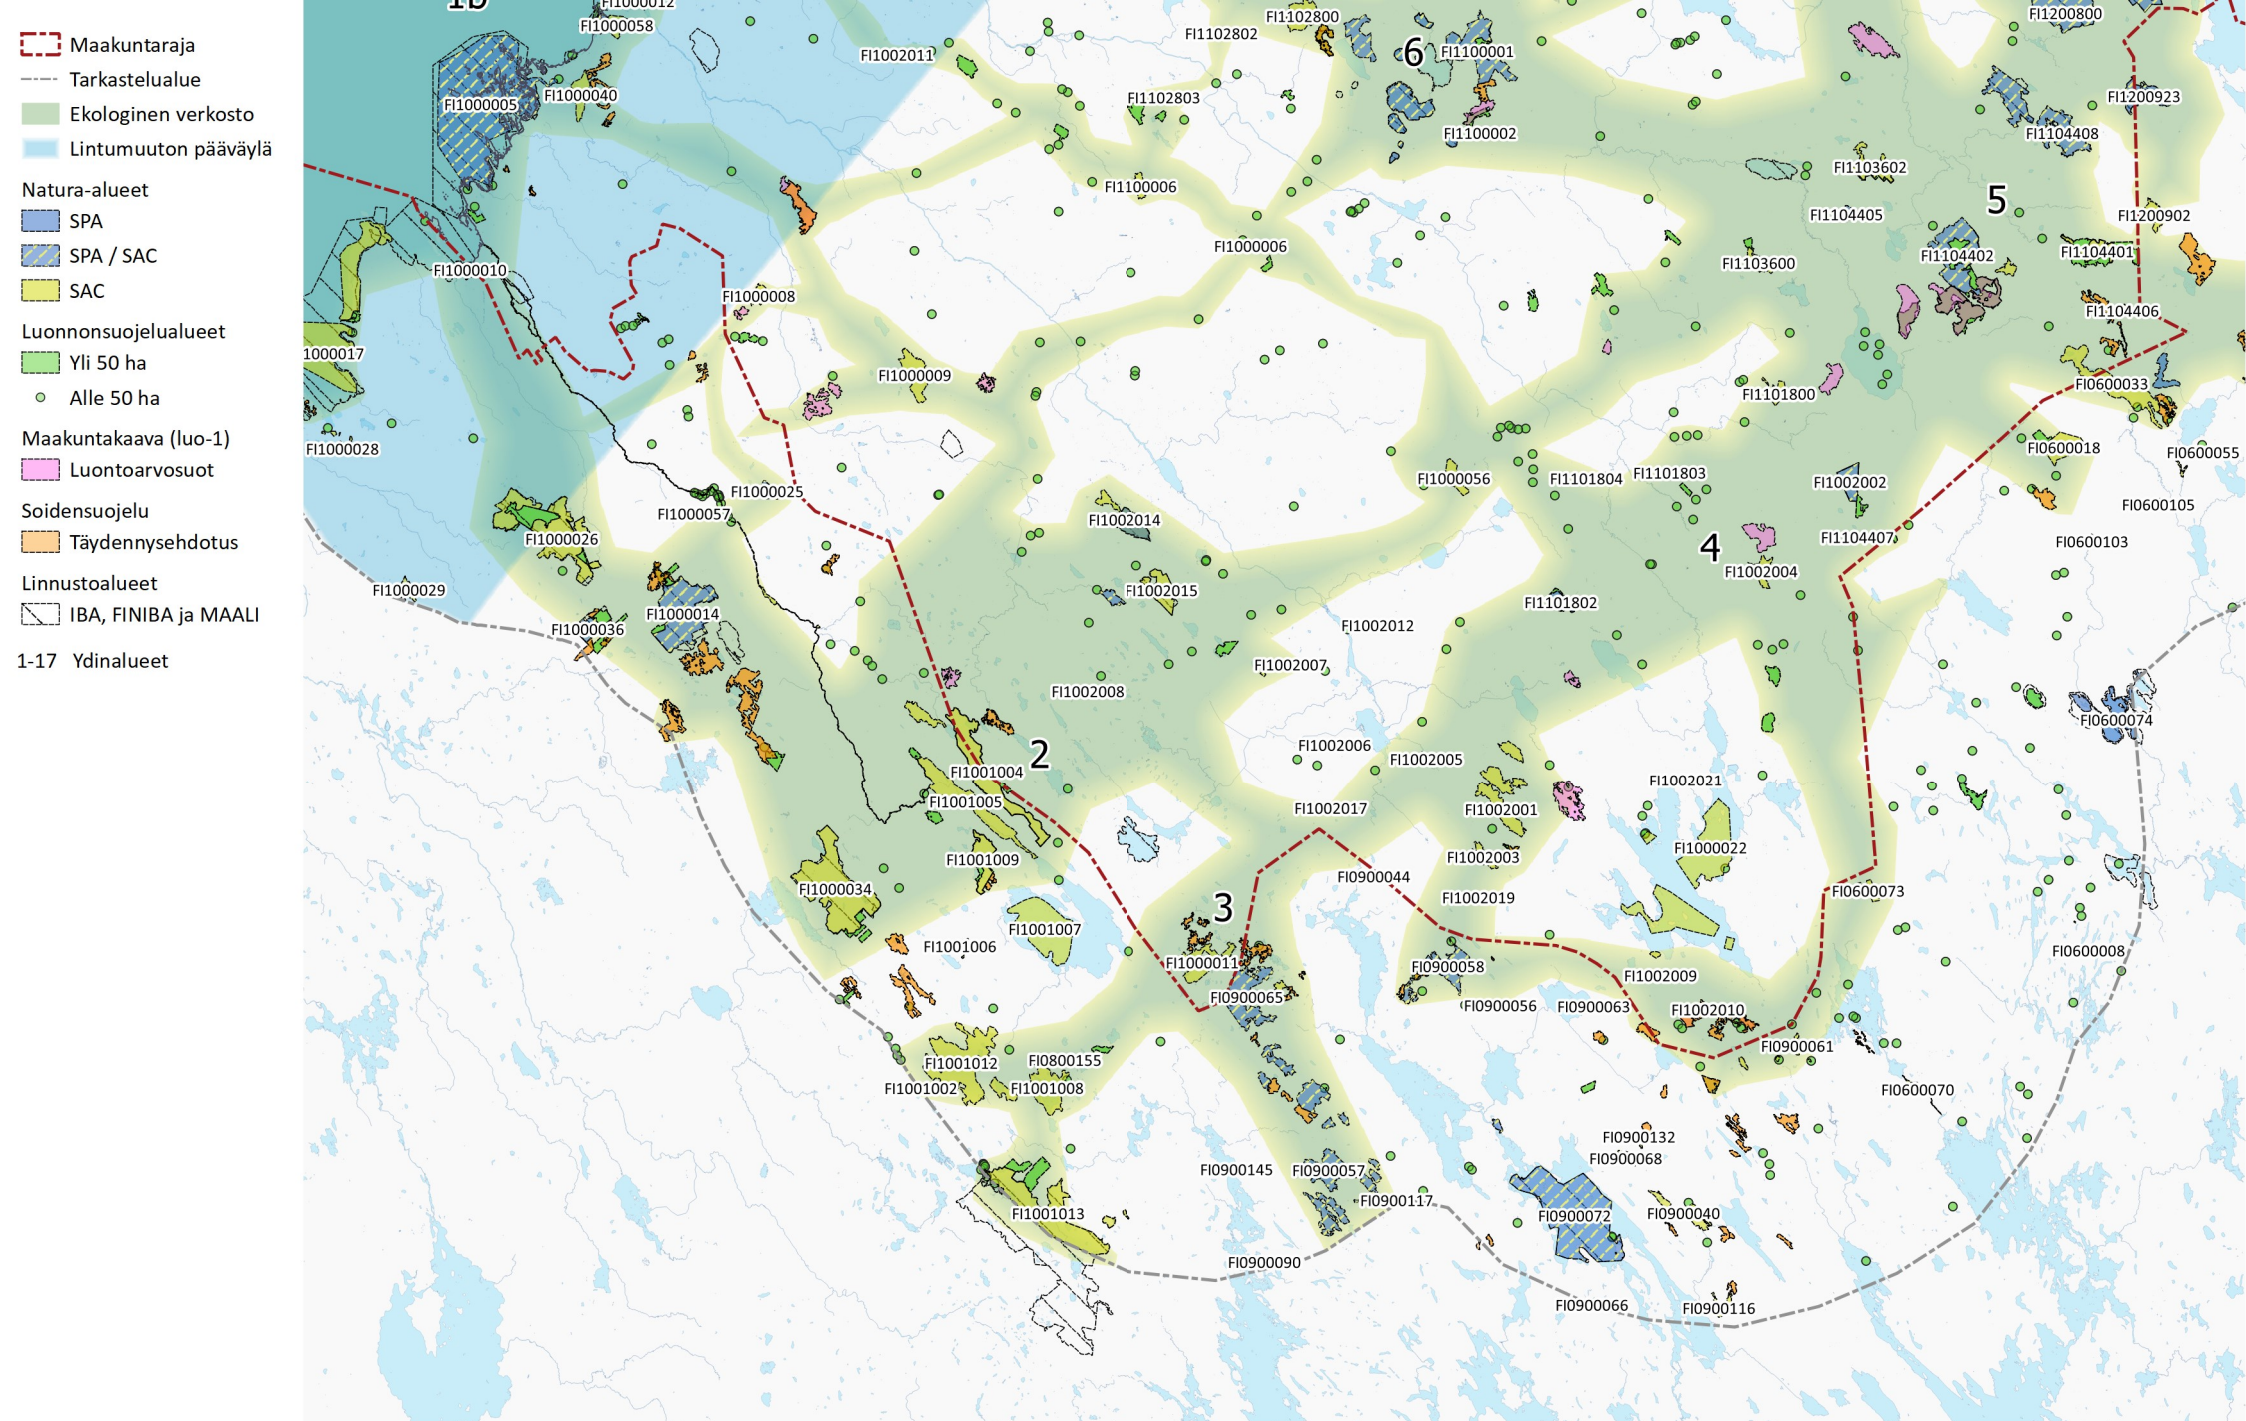 Maakuntaraja
Tarkastelualue
Ekologinen verkosto
Lintumuuton pääväylä
Natura-alueet
SPA
SPA / SAC
SAC
Luonnonsuojelualueet
Yli 50 ha
Alle 50 ha
Maakuntakaava (luo-1)
Luontoarvosuot
Soidensuojelu
Täydennysehdotus
Linnustoalueet
IBA, FINIBA ja MAALI
1-17 Ydinalueet
1b
FI1000012
FI1000058
FI1102800
FI1200800
FI1102802
FI1002011
6
FI1100001
FI1000005
FI1000040
FI1102803
FI1200923
FI1100002
FI1104408
FI1103602
FI1100006
5
FI1104405
FI1200902
FI1000006
FI1104402
FI1104401
FI1000010
FI1103600
FI1000008
FI1104406
1000017
FI1000009
FI0600033
FI1101800
FI1000028
FI0600018
FI0600055
FI1000056
FI1101804
FI1101803
FI1002002
FI1000025
FI0600105
FI1000057
FI1002014
FI1000026
FI1104407
FI0600103
4
FI1002004
FI1000029
FI1002015
FI1101802
FI1000014
FI1000036
FI1002012
FI1002007
FI1002008
FI0600074
2
FI1002006
FI1002005
FI1001004
FI1002021
FI1001005
FI1002017
FI1002001
FI1000022
FI1001009
FI1002003
FI1000034
FI0900044
FI0600073
FI1002019
3
FI1001007
FI1001006
FI0600008
FI1000011
FI0900058
FI1002009
FI0900065
FI0900056
FI0900063
FI1002010
FI0900061
FI1001012
FI0800155
FI1001002
FI1001008
FI0600070
FI0900132
FI0900068
FI0900145
FI0900057
FI0900117
FI1001013
FI0900072
FI0900040
FI0900090
FI0900066
FI0900116